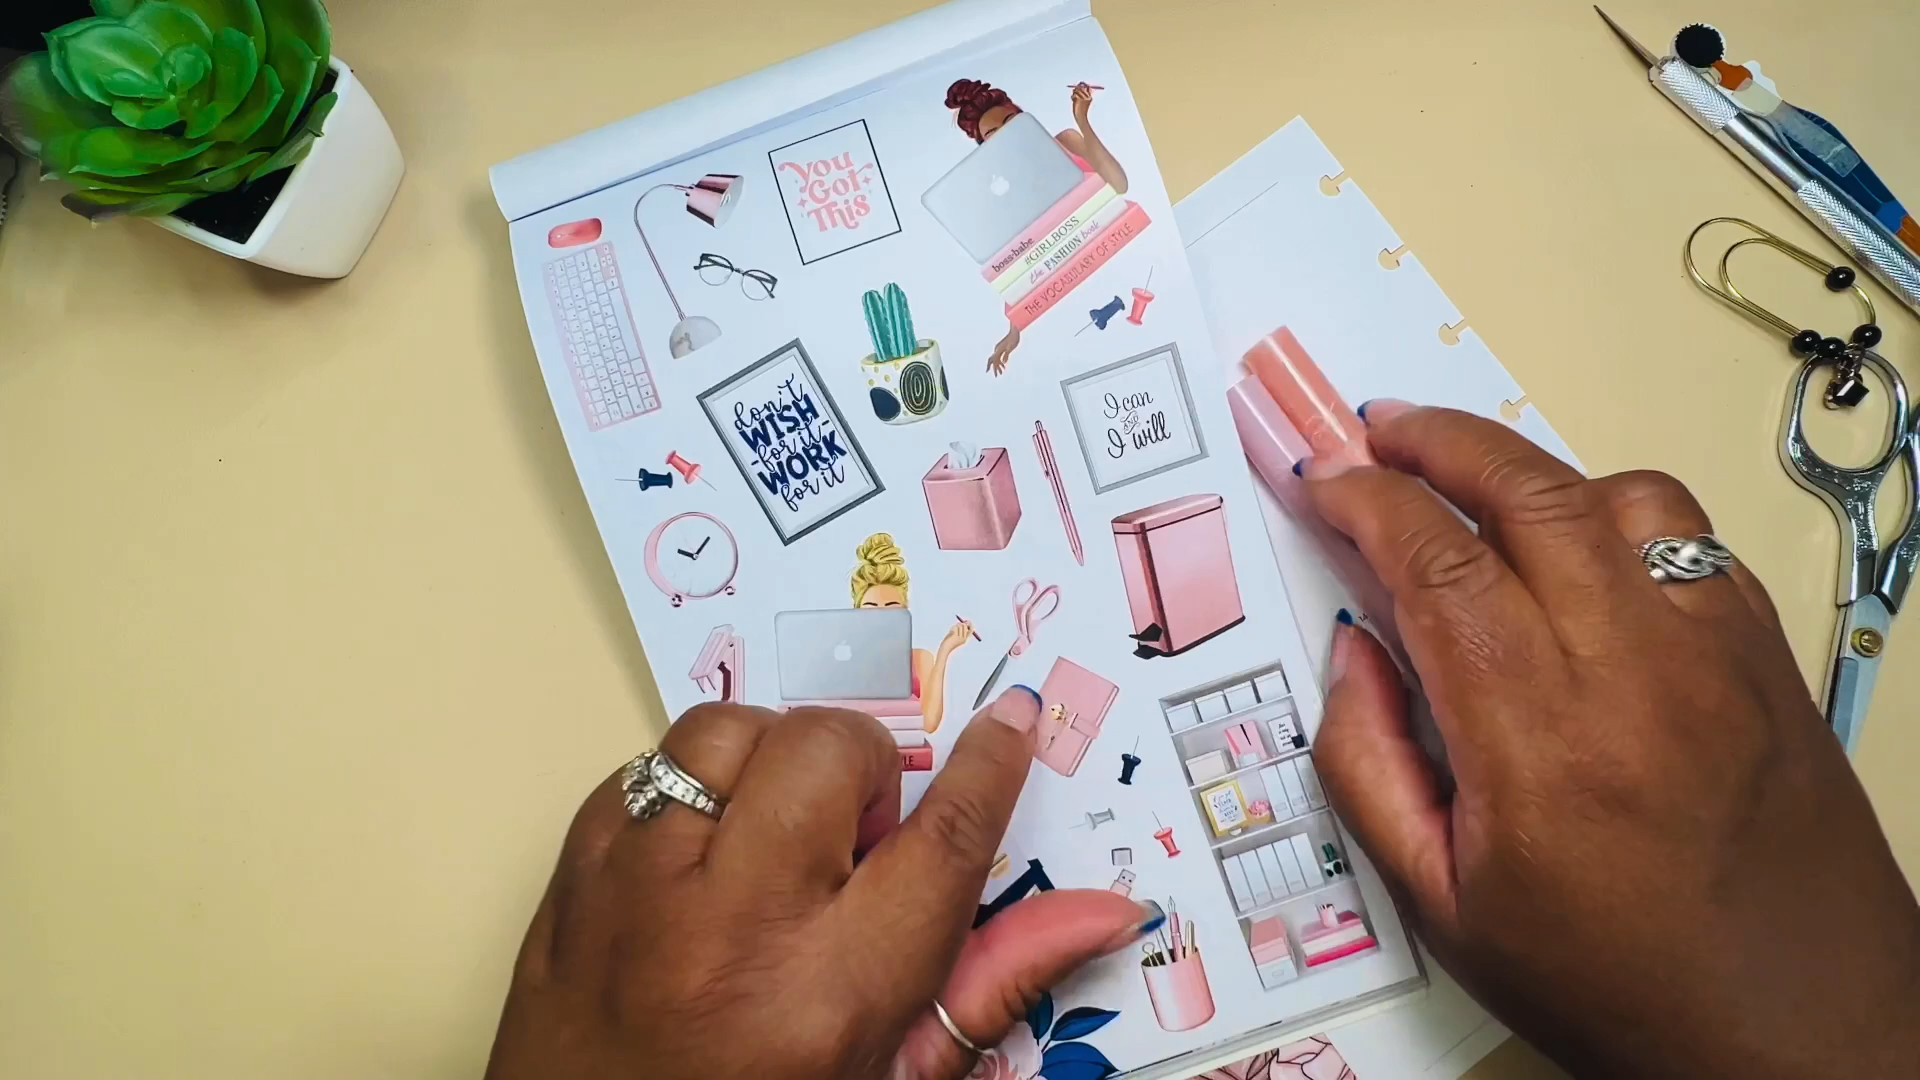 You
Got
This
boss-babe
#GIRLBOSS
the FASHION book
THE VOCABULARY OF STYLE
don't
WISH
-for it-
WORK
for it
I can
AND
I will